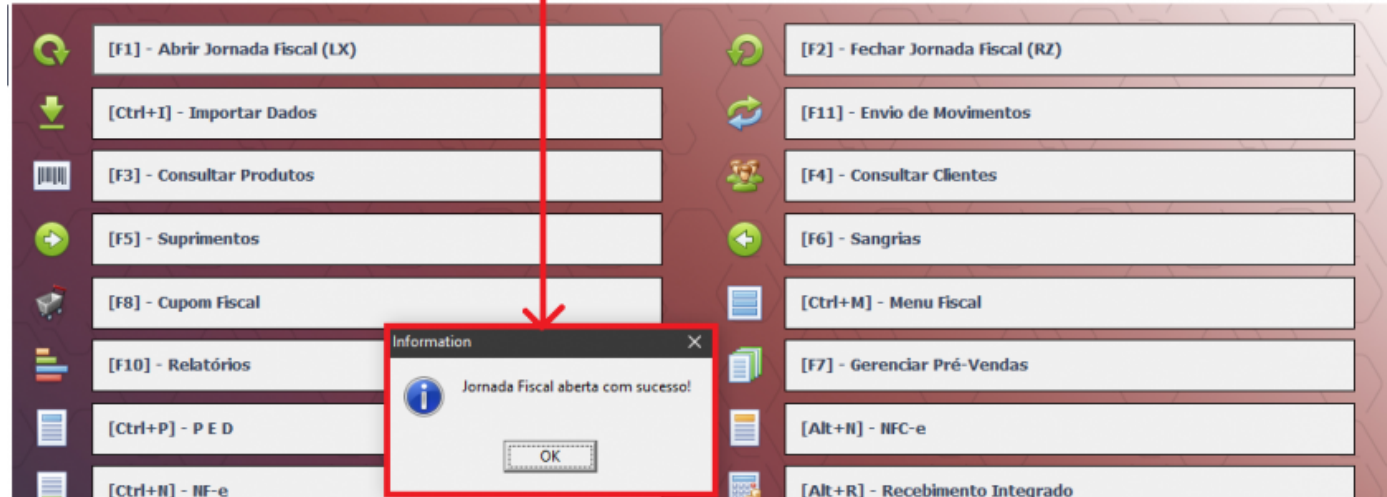 [F1] - Abrir Jornada Fiscal (LX)
[F2] - Fechar Jornada Fiscal (RZ)
[Ctrl+I] - Importar Dados
[F11] - Envio de Movimentos
[F3] - Consultar Produtos
[F4] - Consultar Clientes
[F5] - Suprimentos
[F6] - Sangrias
[F8] - Cupom Fiscal
[Ctrl+M] - Menu Fiscal
[F10] - Relatórios
[F7] - Gerenciar Pré-Vendas
Information
Jornada Fiscal aberta com sucesso!
OK
[Ctrl+P] - P E D
[Alt+N] - NFC-e
[Ctrl+N] - NF-e
[Alt+R] - Recebimento Integrado